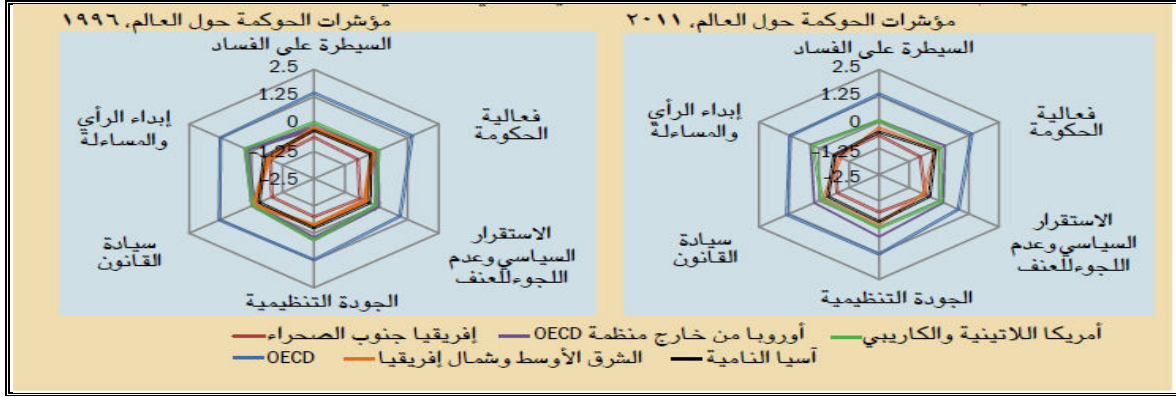 مؤشرات الحوكمة حول العالم، ٢٠١١
السيطرة على الفساد
2.5
1.25
0
-1.25
-2.5
فعالية
الحكومة
الاستقرار
السياسي وعدم
اللجوء للعنف
الجودة التنظيمية
سيادة
القانون
إبداء الرأي
والمساءلة
مؤشرات الحوكمة حول العالم، ١٩٩٦
السيطرة على الفساد
2.5
1.25
0
-1.25
-2.5
فعالية
الحكومة
الاستقرار
السياسي وعدم
اللجوء للعنف
الجودة التنظيمية
سيادة
القانون
إبداء الرأي
والمساءلة
أمريكا اللاتينية والكاريبي أوروبا من خارج منظمة OECD إفريقيا جنوب الصحراء
آسيا النامية الشرق الأوسط وشمال إفريقيا OECD